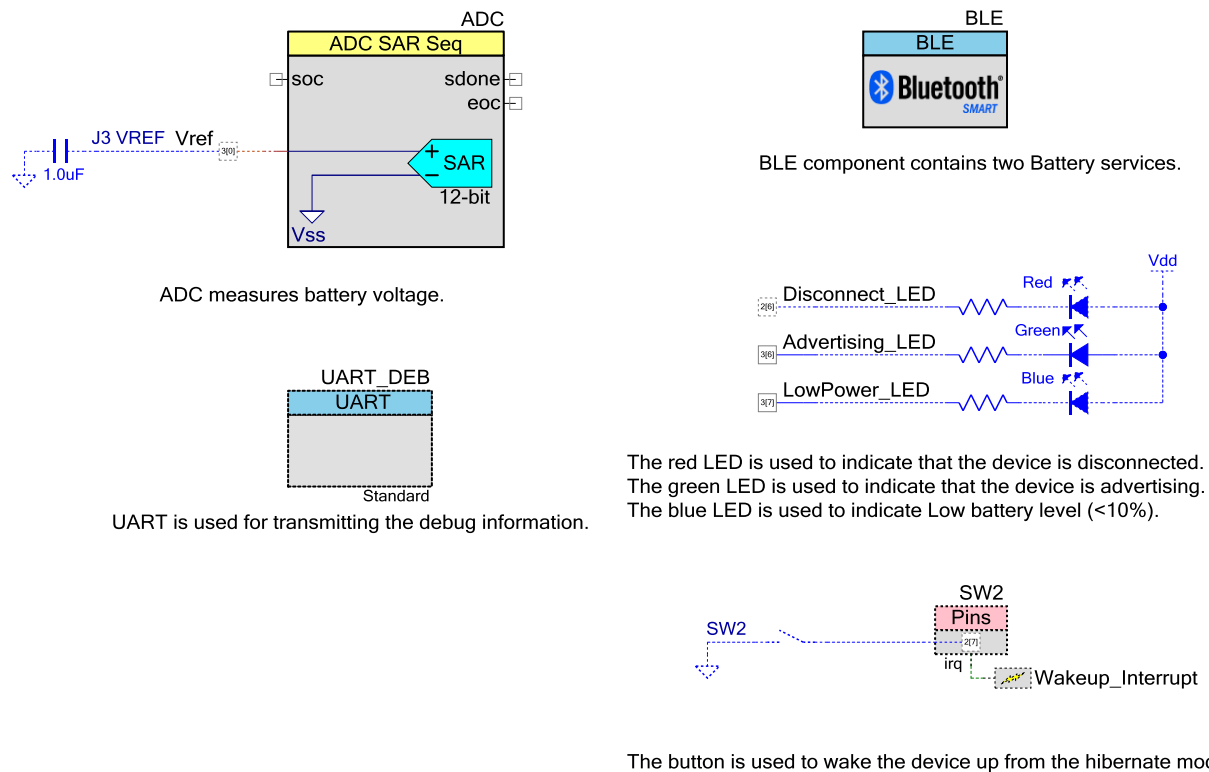 ADC
ADC SAR Seq
soc
sdone
eoc
J3 VREF
Vref
3[0]
1.0uF
+
SAR
−
12-bit
Vss
ADC measures battery voltage.
UART_DEB
UART
Standard
UART is used for transmitting the debug information.
BLE
BLE
Bluetooth®
SMART
BLE component contains two Battery services.
Vdd
Red
Disconnect_LED
2[6]
Green
Advertising_LED
3[6]
Blue
LowPower_LED
3[7]
The red LED is used to indicate that the device is disconnected.
The green LED is used to indicate that the device is advertising.
The blue LED is used to indicate Low battery level (<10%).
SW2
Pins
SW2
2[7]
irq
Wakeup_Interrupt
The button is used to wake the device up from the hibernate mo